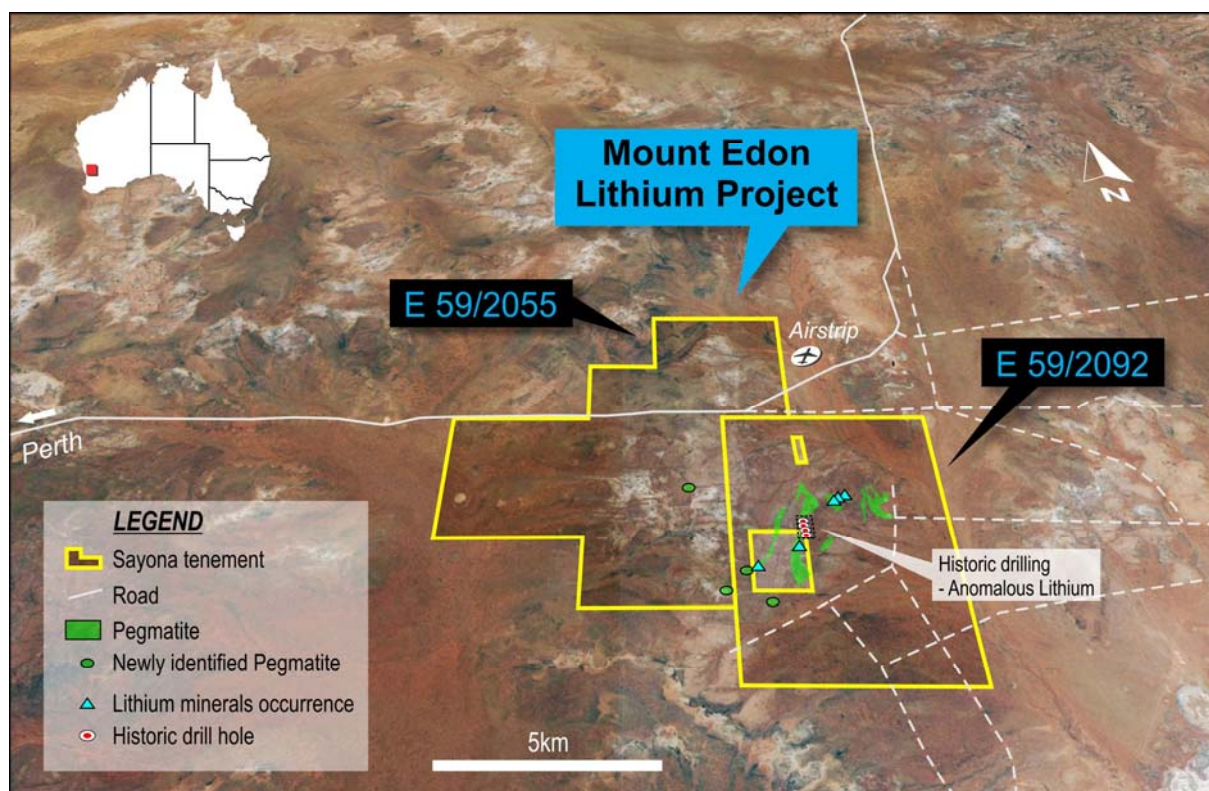 Mount Edon
Lithium Project
N
E 59/2055
Airstrip
E 59/2092
Perth
LEGEND
Sayona tenement
Road
Pegmatite
Newly identified Pegmatite
Lithium minerals occurrence
Historic drill hole
Historic drilling
- Anomalous Lithium
5km